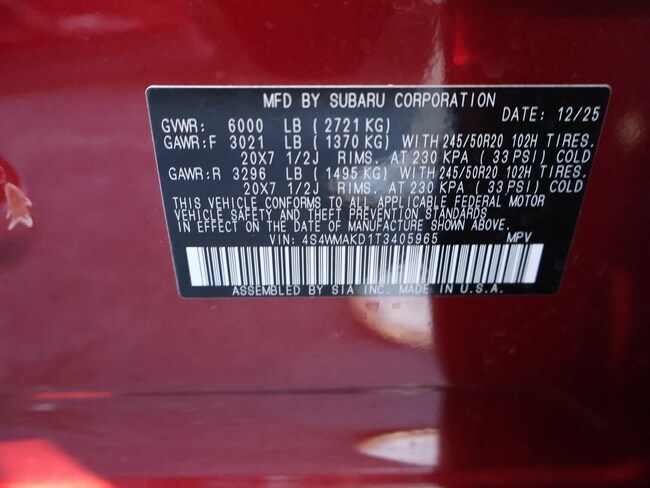 MFD BY SUBARU CORPORATION
DATE: 12/25
GVWR: 6000 LB ( 2721 KG)
GAWR:F 3021 LB ( 1370 KG) WITH 245/50R20 102H TIRES.
20X7 1/2J RIMS. AT 230 KPA ( 33 PSI) COLD
GAWR:R 3296 LB ( 1495 KG) WITH 245/50R20 102H TIRES.
20X7 1/2J RIMS. AT 230 KPA ( 33 PSI) COLD
THIS VEHICLE CONFORMS TO ALL APPLICABLE FEDERAL MOTOR
VEHICLE SAFETY AND THEFT PREVENTION STANDARDS
IN EFFECT ON THE DATE OF MANUFACTURE SHOWN ABOVE.
VIN: 4S4WMAKD1T3405965 MPV
ASSEMBLED BY SIA INC. MADE IN U.S.A.